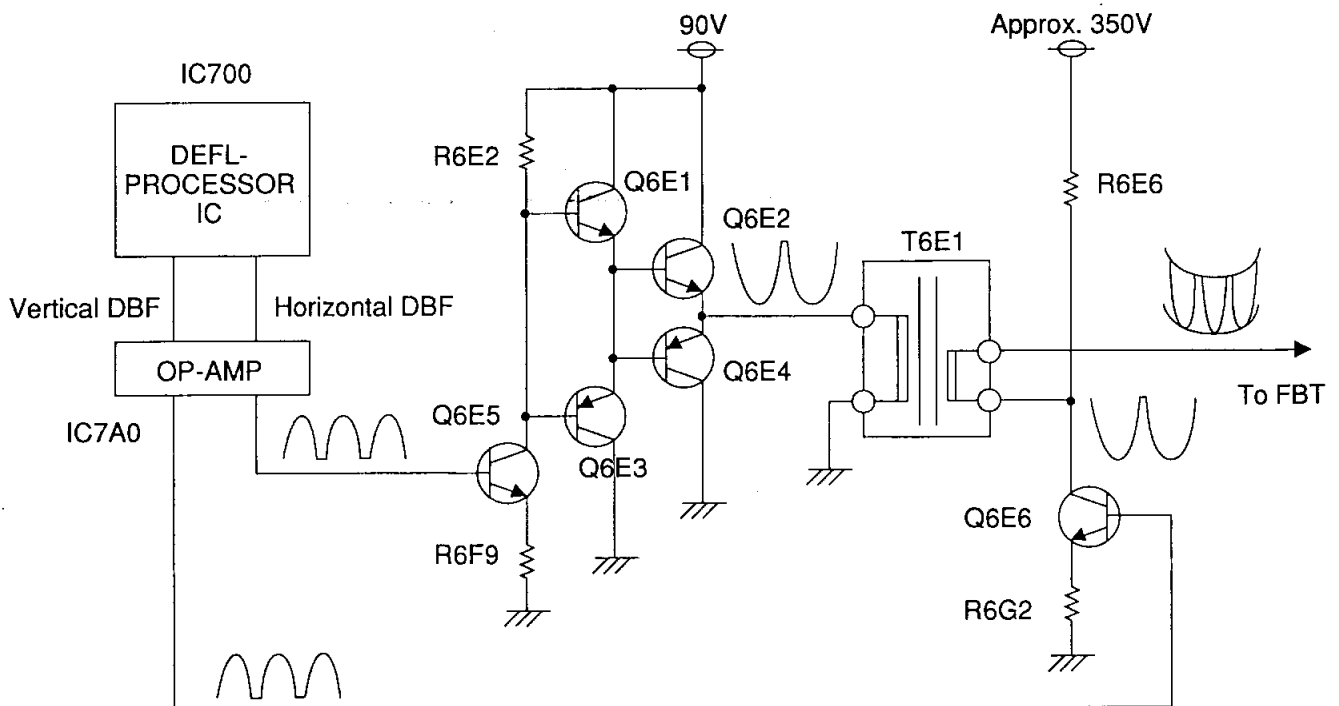 90V
Approx. 350V
IC700
DEFL-
PROCESSOR
IC
R6E2
Q6E1
Q6E2
T6E1
R6E6
Vertical DBF
Horizontal DBF
OP-AMP
IC7A0
Q6E5
Q6E3
Q6E4
To FBT
R6F9
Q6E6
R6G2